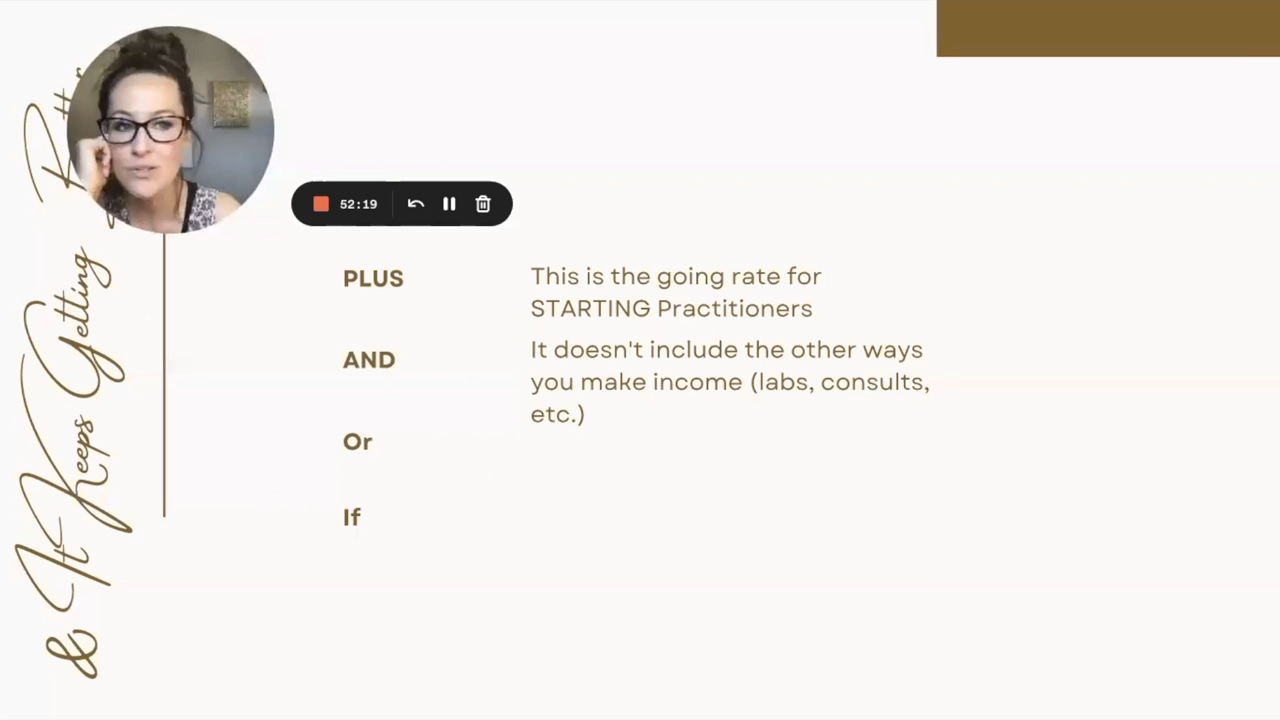 & It Keeps Getting
52:19
PLUS
This is the going rate for
STARTING Practitioners
AND
It doesn't include the other ways
you make income (labs, consults,
etc.)
Or
If